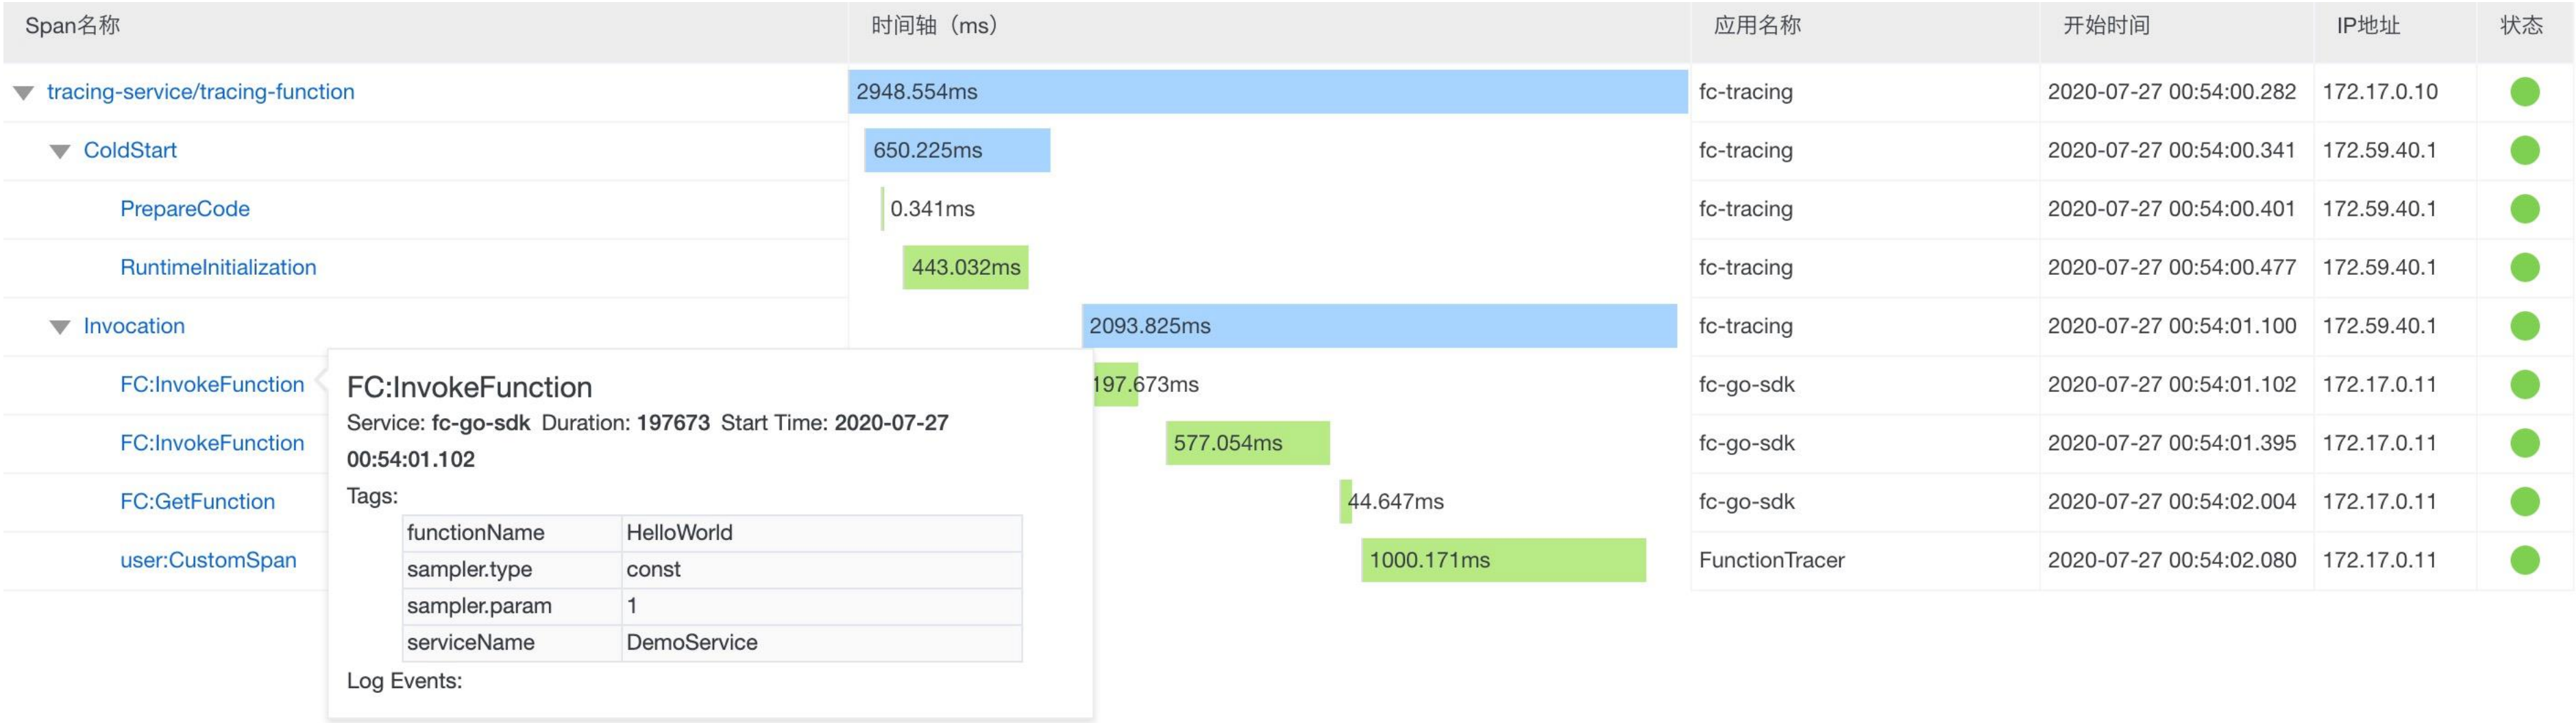 Span名称 时间轴（ms） 应用名称 开始时间 IP地址 状态
tracing-service/tracing-function 2948.554ms fc-tracing 2020-07-27 00:54:00.282 172.17.0.10
ColdStart 650.225ms fc-tracing 2020-07-27 00:54:00.341 172.59.40.1
PrepareCode 0.341ms fc-tracing 2020-07-27 00:54:00.401 172.59.40.1
RuntimeInitialization 443.032ms fc-tracing 2020-07-27 00:54:00.477 172.59.40.1
Invocation 2093.825ms fc-tracing 2020-07-27 00:54:01.100 172.59.40.1
FC:InvokeFunction 197.673ms fc-go-sdk 2020-07-27 00:54:01.102 172.17.0.11
FC:InvokeFunction 577.054ms fc-go-sdk 2020-07-27 00:54:01.395 172.17.0.11
FC:GetFunction 44.647ms fc-go-sdk 2020-07-27 00:54:02.004 172.17.0.11
user:CustomSpan 1000.171ms FunctionTracer 2020-07-27 00:54:02.080 172.17.0.11
FC:InvokeFunction
Service: fc-go-sdk Duration: 197673 Start Time: 2020-07-27
00:54:01.102
Tags:
functionName HelloWorld
sampler.type const
sampler.param 1
serviceName DemoService
Log Events: